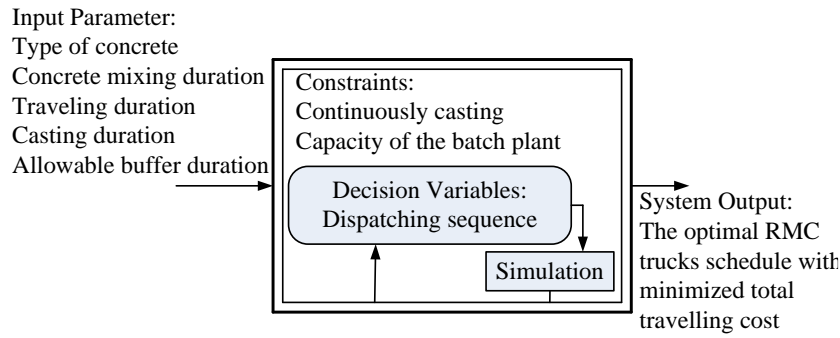 Input Parameter:
Type of concrete
Concrete mixing duration
Traveling duration
Casting duration
Allowable buffer duration
Constraints:
Continuously casting
Capacity of the batch plant
Decision Variables:
Dispatching sequence
Simulation
System Output:
The optimal RMC
trucks schedule with
minimized total
travelling cost